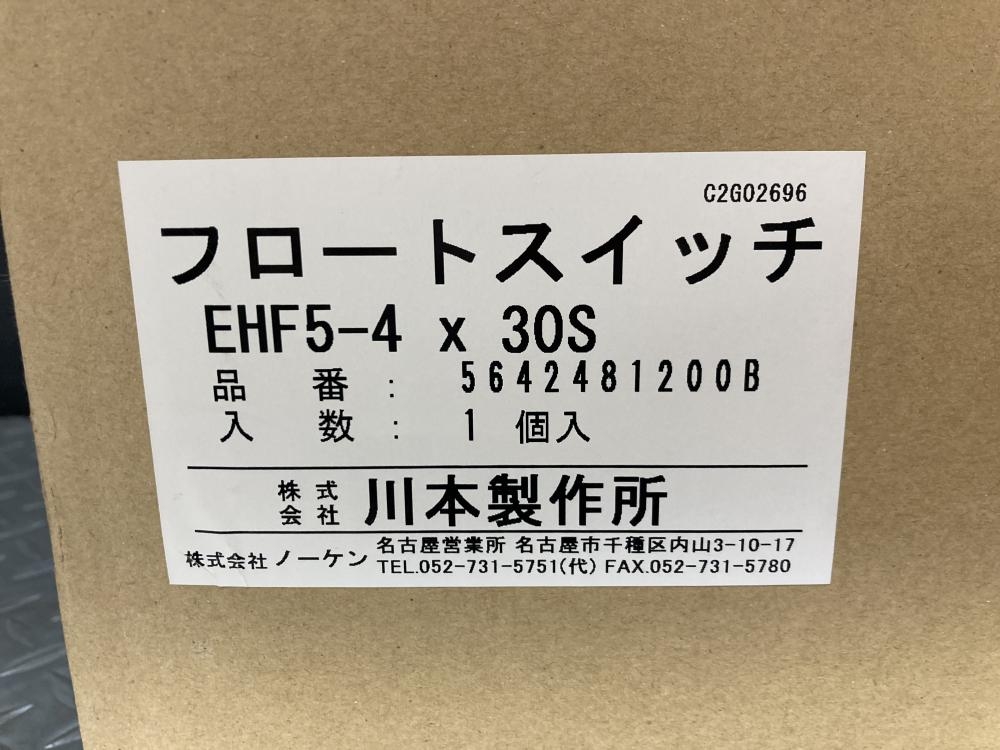 C2G02696
フロートスイッチ
EHF5-4 x 30S
品 番 : 5642481200B
入 数 : 1 個入
株式会社 川本製作所
株式会社 ノーケン 名古屋営業所 名古屋市千種区内山3-10-17
TEL.052-731-5751(代) FAX.052-731-5780